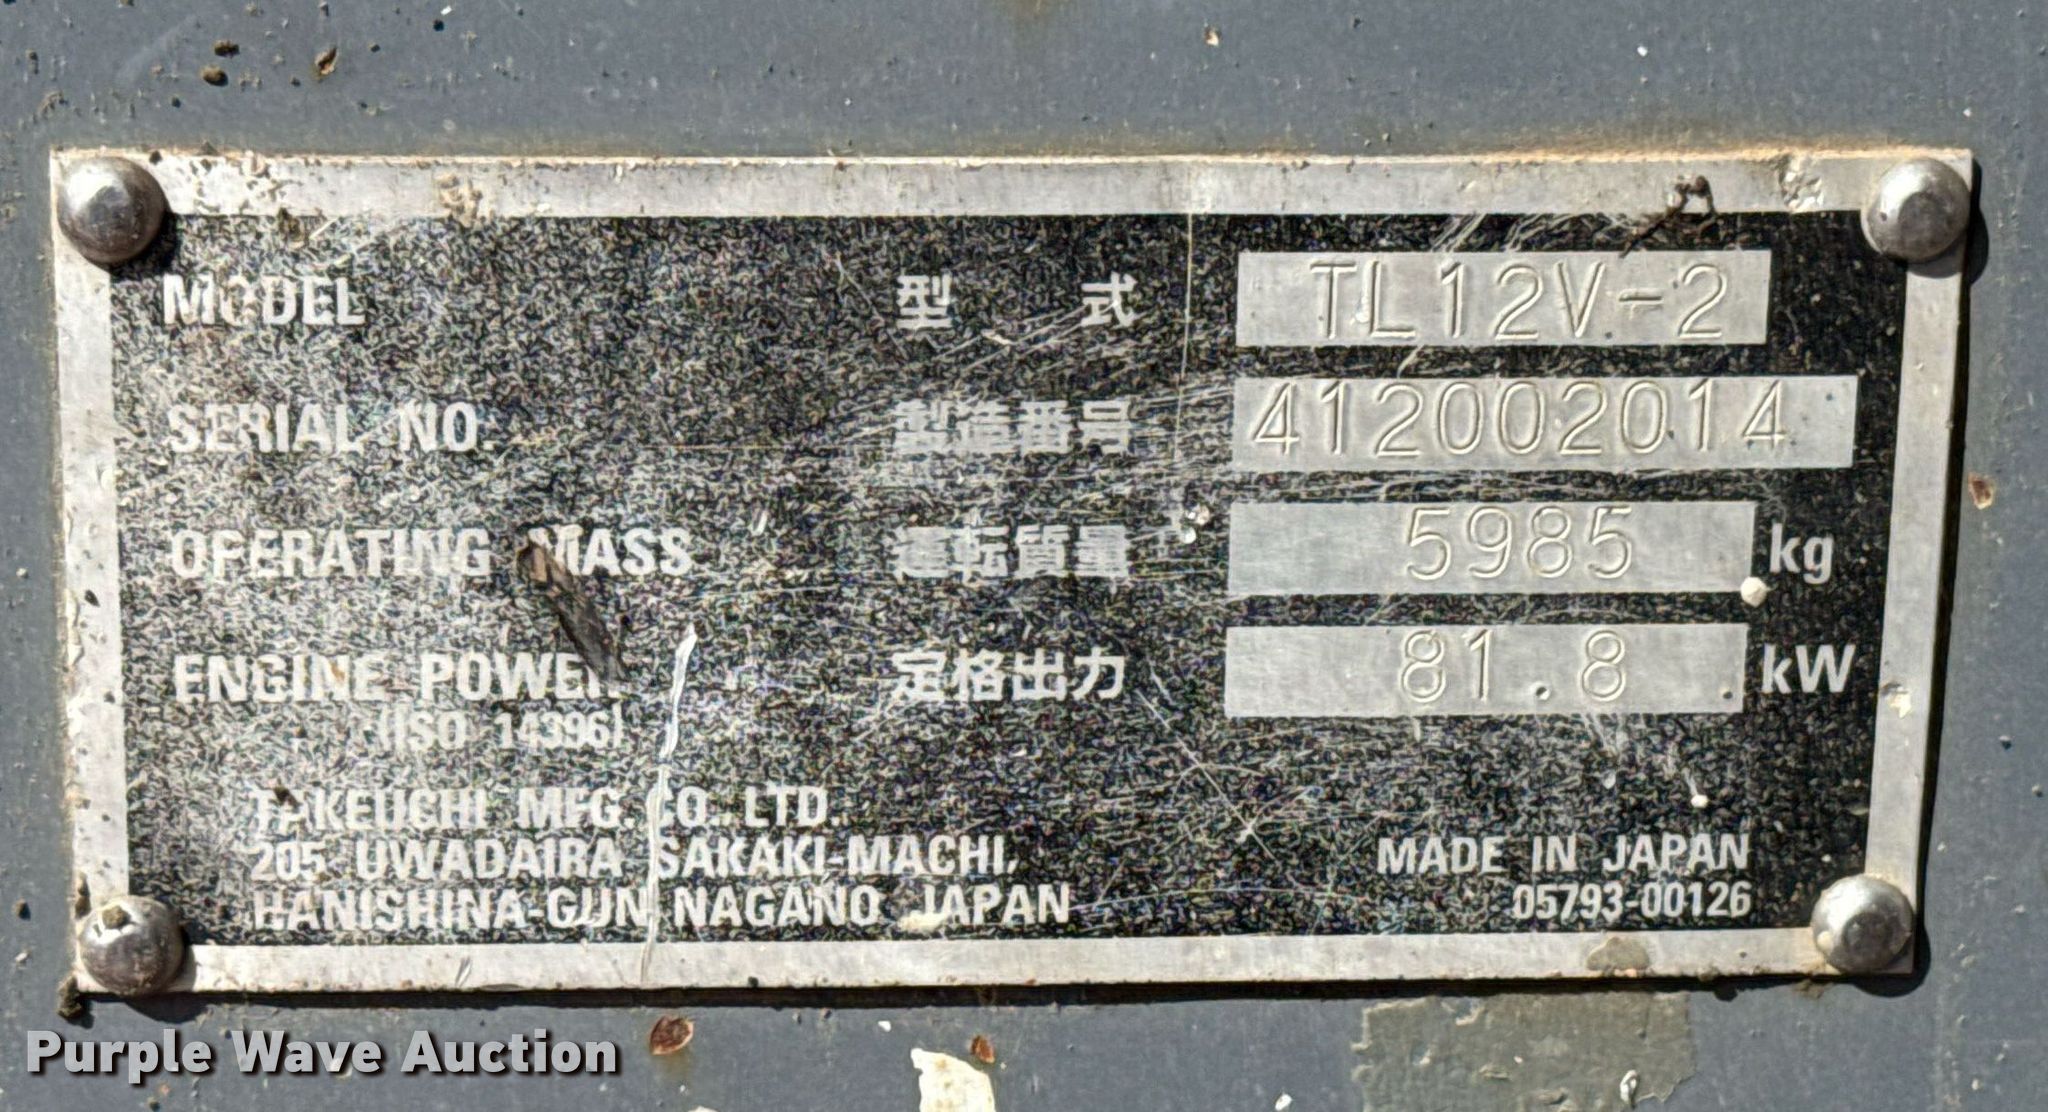 MODEL 型 式 TL12V-2
SERIAL NO. 製造番号 412002014
OPERATING MASS 運転質量 5985 kg
ENGINE POWER 定格出力 81.8 kW
(ISO 14396)
TAKEUCHI MFG. CO., LTD.
205 UWADAIRA SAKAKI-MACHI,
HANISHINA-GUN NAGANO JAPAN
MADE IN JAPAN
05793-00126
Purple Wave Auction